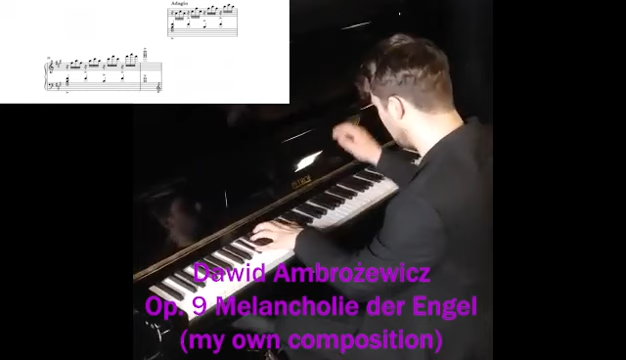 Adagio
Dawid Ambrożewicz
Op. 9 Melancholie der Engel
(my own composition)